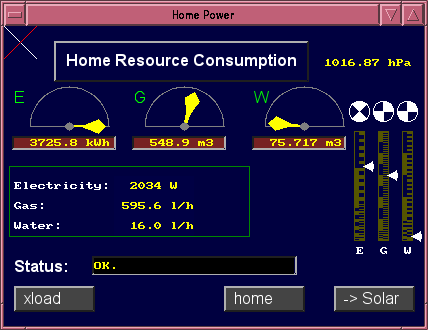 Home Power
Home Resource Consumption
1016.87 hPa
E
G
W
3725.8 kWh
548.9 m3
75.717 m3
Electricity: 2034 W
Gas: 595.6 l/h
Water: 16.0 l/h
E G W
Status: OK.
xload
home
-> Solar